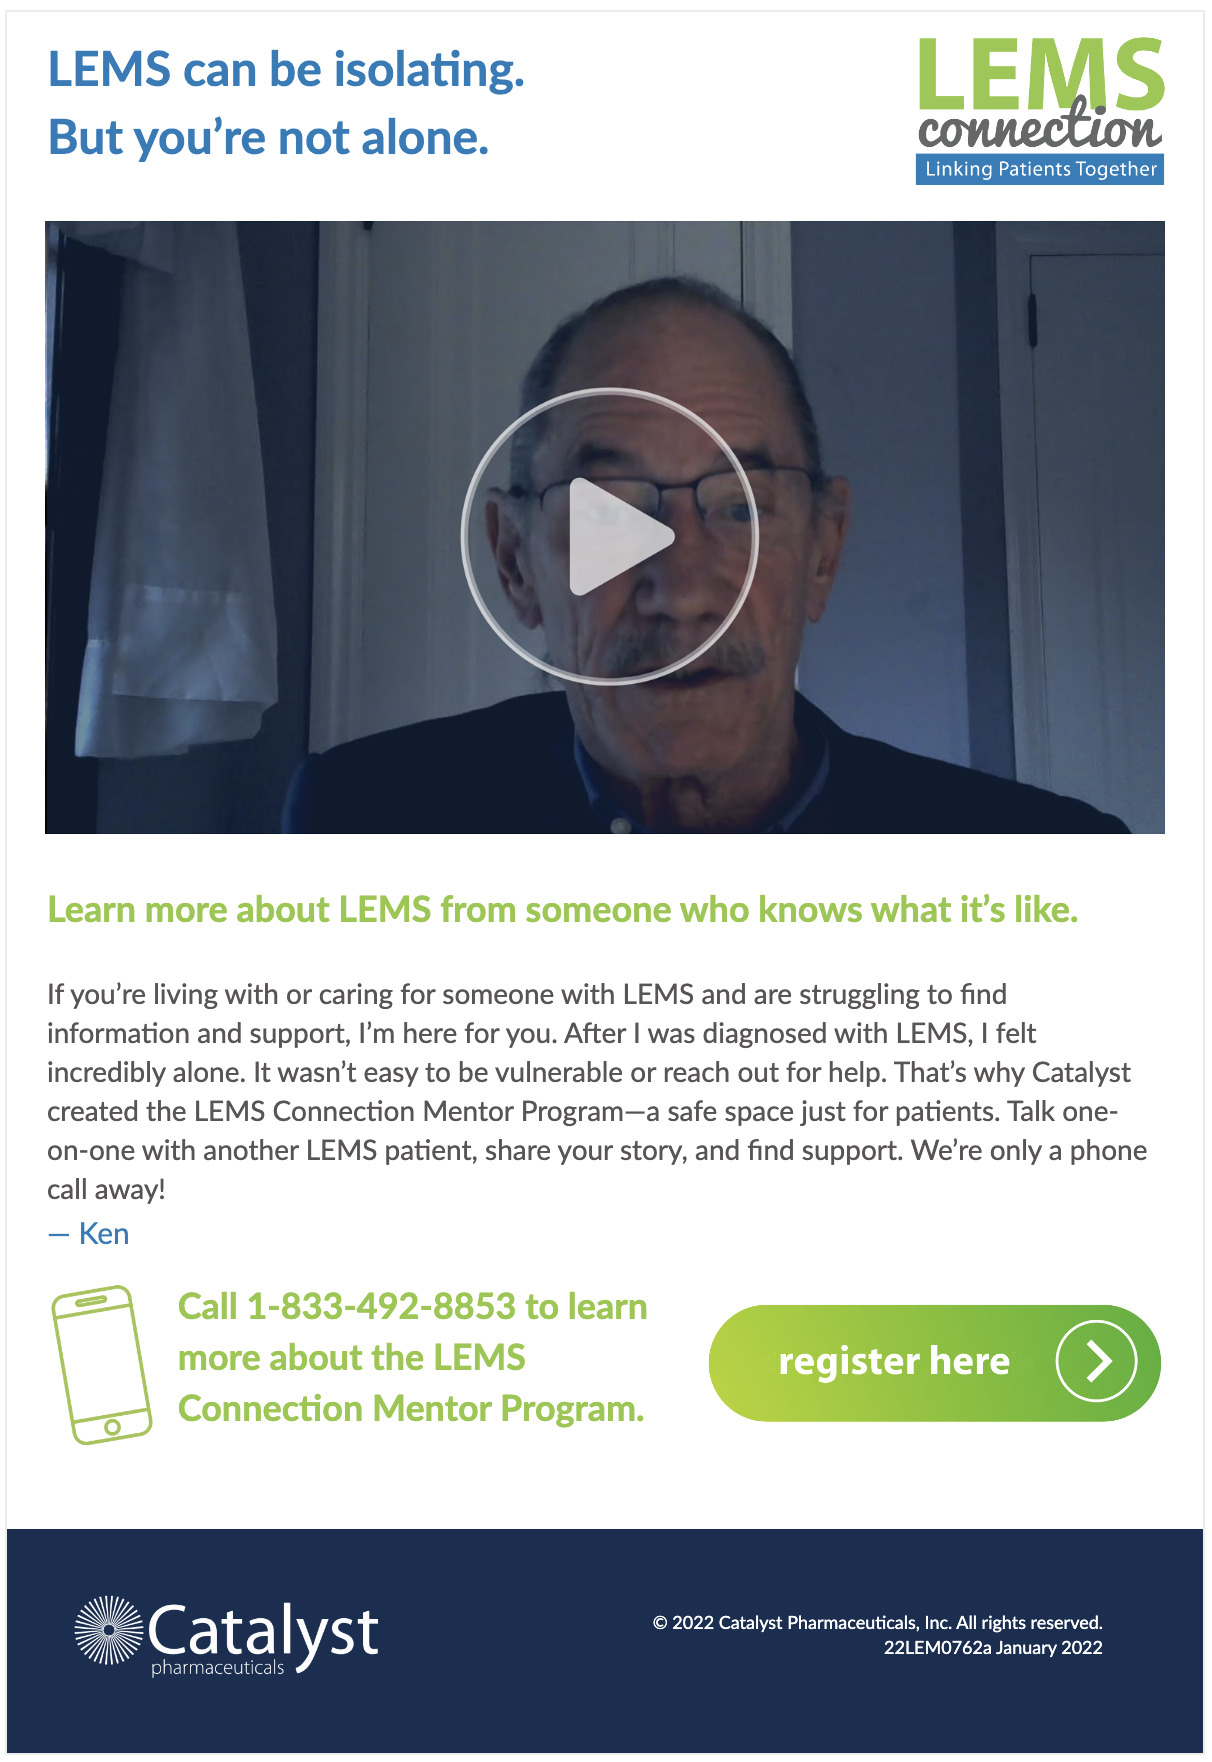 LEMS can be isolating.
But you’re not alone.
LEMS
connection
Linking Patients Together
Learn more about LEMS from someone who knows what it’s like.
If you’re living with or caring for someone with LEMS and are struggling to find
information and support, I’m here for you. After I was diagnosed with LEMS, I felt
incredibly alone. It wasn’t easy to be vulnerable or reach out for help. That’s why Catalyst
created the LEMS Connection Mentor Program—a safe space just for patients. Talk one-
on-one with another LEMS patient, share your story, and find support. We’re only a phone
call away!
— Ken
Call 1-833-492-8853 to learn
more about the LEMS
Connection Mentor Program.
register here
Catalyst
pharmaceuticals
© 2022 Catalyst Pharmaceuticals, Inc. All rights reserved.
22LEM0762a January 2022